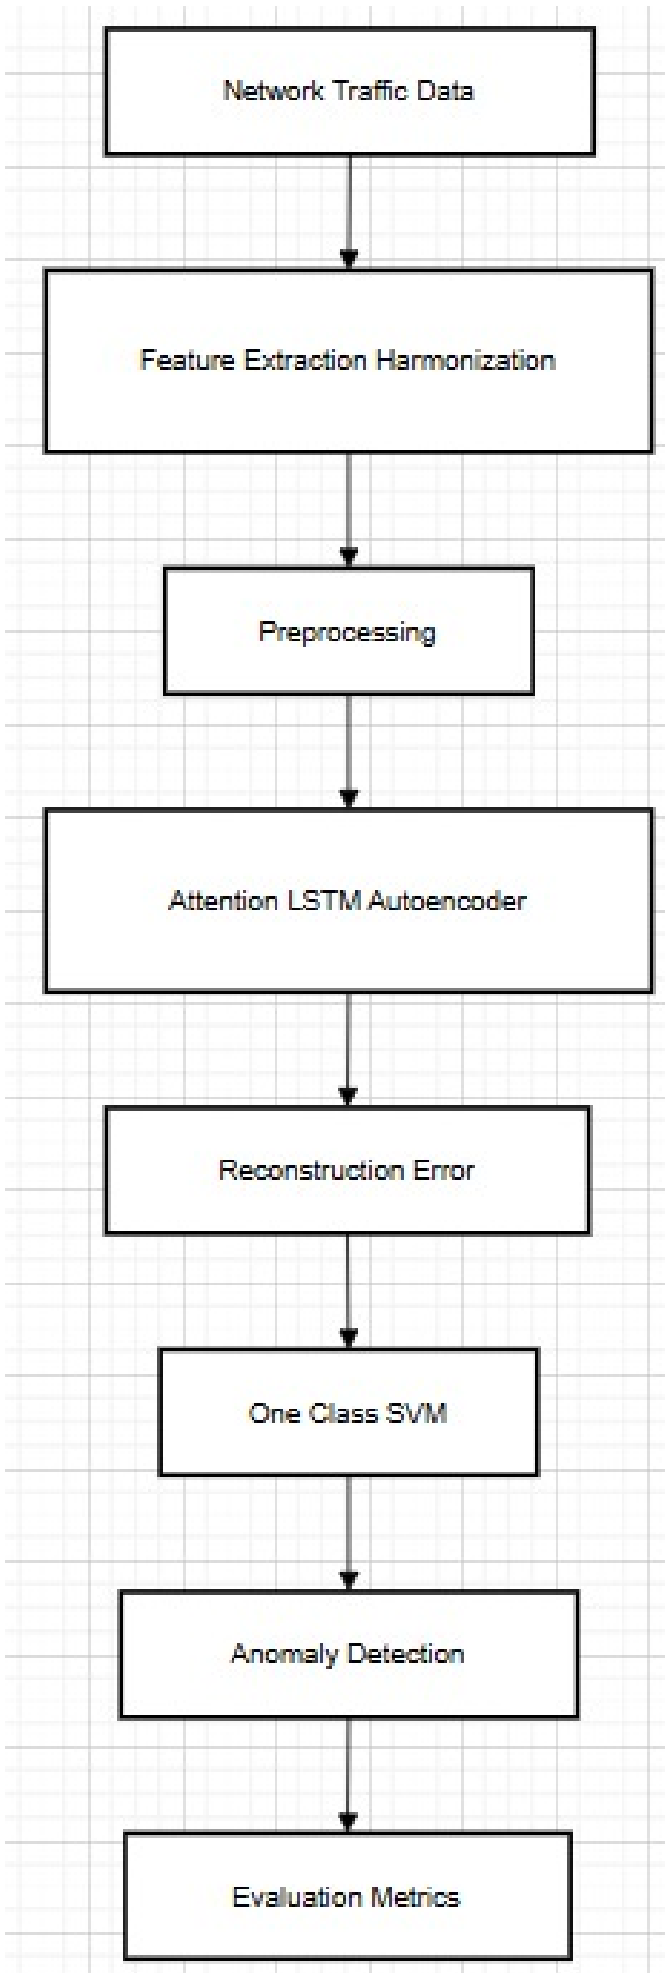 Network Traffic Data
Feature Extraction Harmonization
Preprocessing
Attention LSTM Autoencoder
Reconstruction Error
One Class SVM
Anomaly Detection
Evaluation Metrics